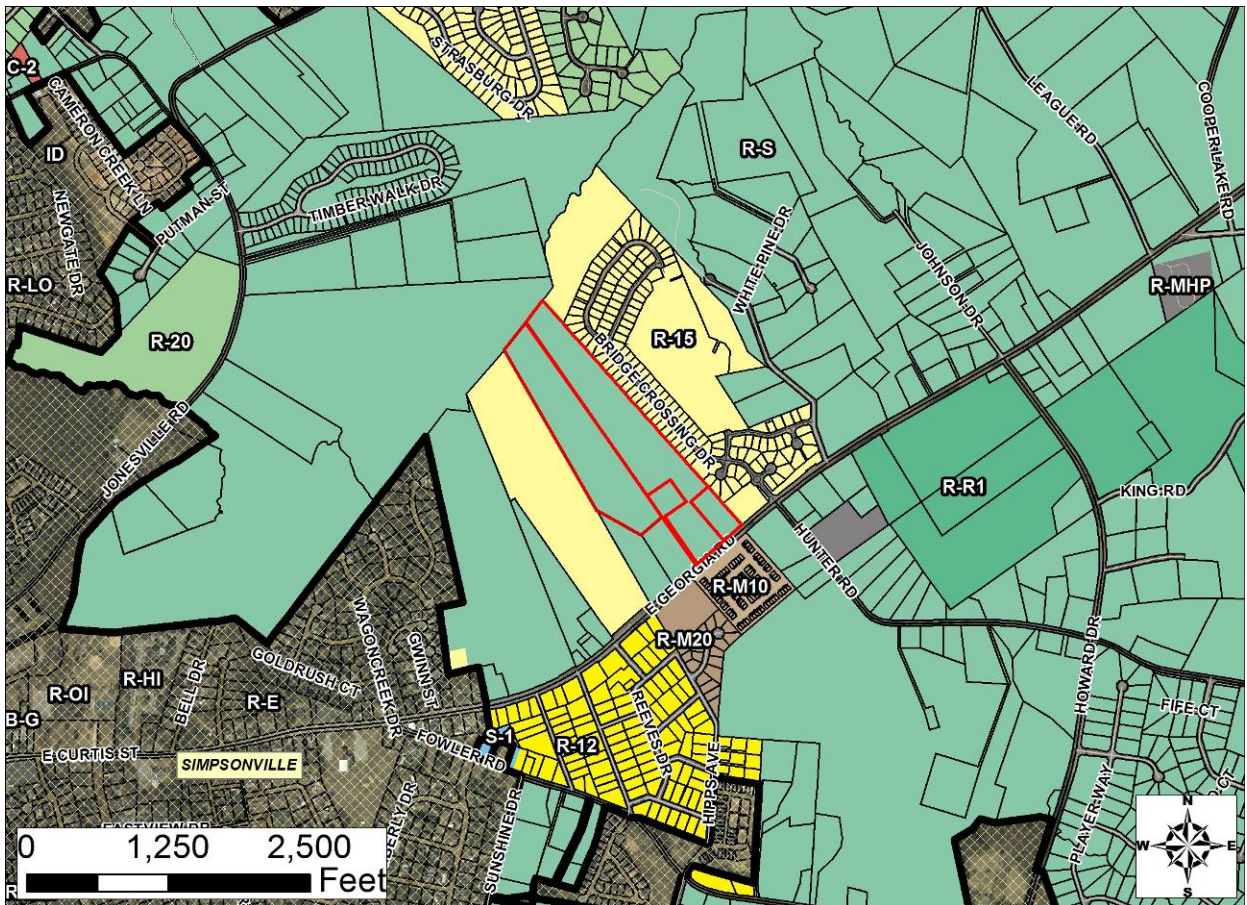 STRASBURG DR
C-2
CAMERON CREEK LN
LEAGUE RD
COOPER LAKE RD
ID
R-S
NEWGATE DR
PUTMAN ST
TIMBER WALK DR
WHITE PINE DR
JOHNSON DR
R-LO
R-MHP
R-20
BRIDGE CROSSING DR
R-15
JONESVILLE RD
R-R1
KING RD
E GEORGIA RD
HUNTER RD
R-M10
WAGONCREEK DR
GWINN ST
R-M20
GOLDRUSH CT
HOWARD DR
R-OI
R-HI
BELL DR
R-E
REEVES DR
FIFE CT
B-G
S-1
R-12
E CURTIS ST
FOWLER RD
SIMPSONVILLE
HIPPS AVE
PLAYER WAY
SUNSHINE DR
0 1,250 2,500
Feet
N
W E
S